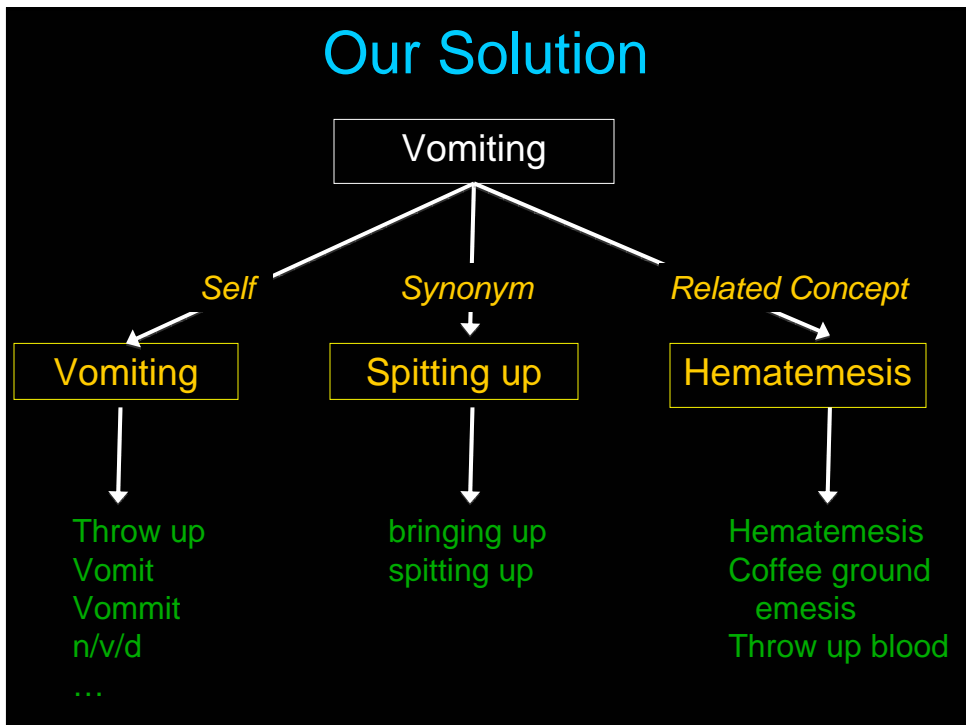 Our Solution
Vomiting
Self
Synonym
Related Concept
Vomiting
Spitting up
Hematemesis
Throw up
Vomit
Vommit
n/v/d
…
bringing up
spitting up
Hematemesis
Coffee ground
emesis
Throw up blood